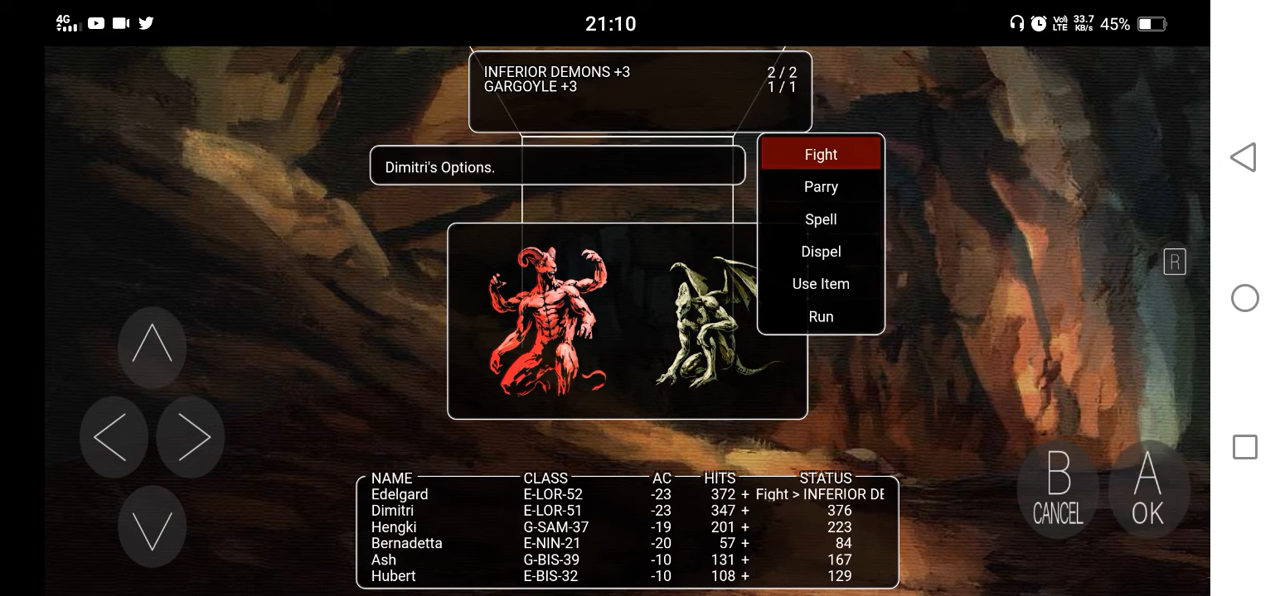 4G 21:10 Vo) LTE 33.7 KB/s 45%
INFERIOR DEMONS +3 2 / 2
GARGOYLE +3 1 / 1
Dimitri's Options.
Fight
Parry
Spell
Dispel
Use Item
Run
R
NAME CLASS AC HITS STATUS
Edelgard E-LOR-52 -23 372 + Fight > INFERIOR DE
Dimitri E-LOR-51 -23 347 + 376
Hengki G-SAM-37 -19 201 + 223
Bernadetta E-NIN-21 -20 57 + 84
Ash G-BIS-39 -10 131 + 167
Hubert E-BIS-32 -10 108 + 129
B CANCEL
A OK